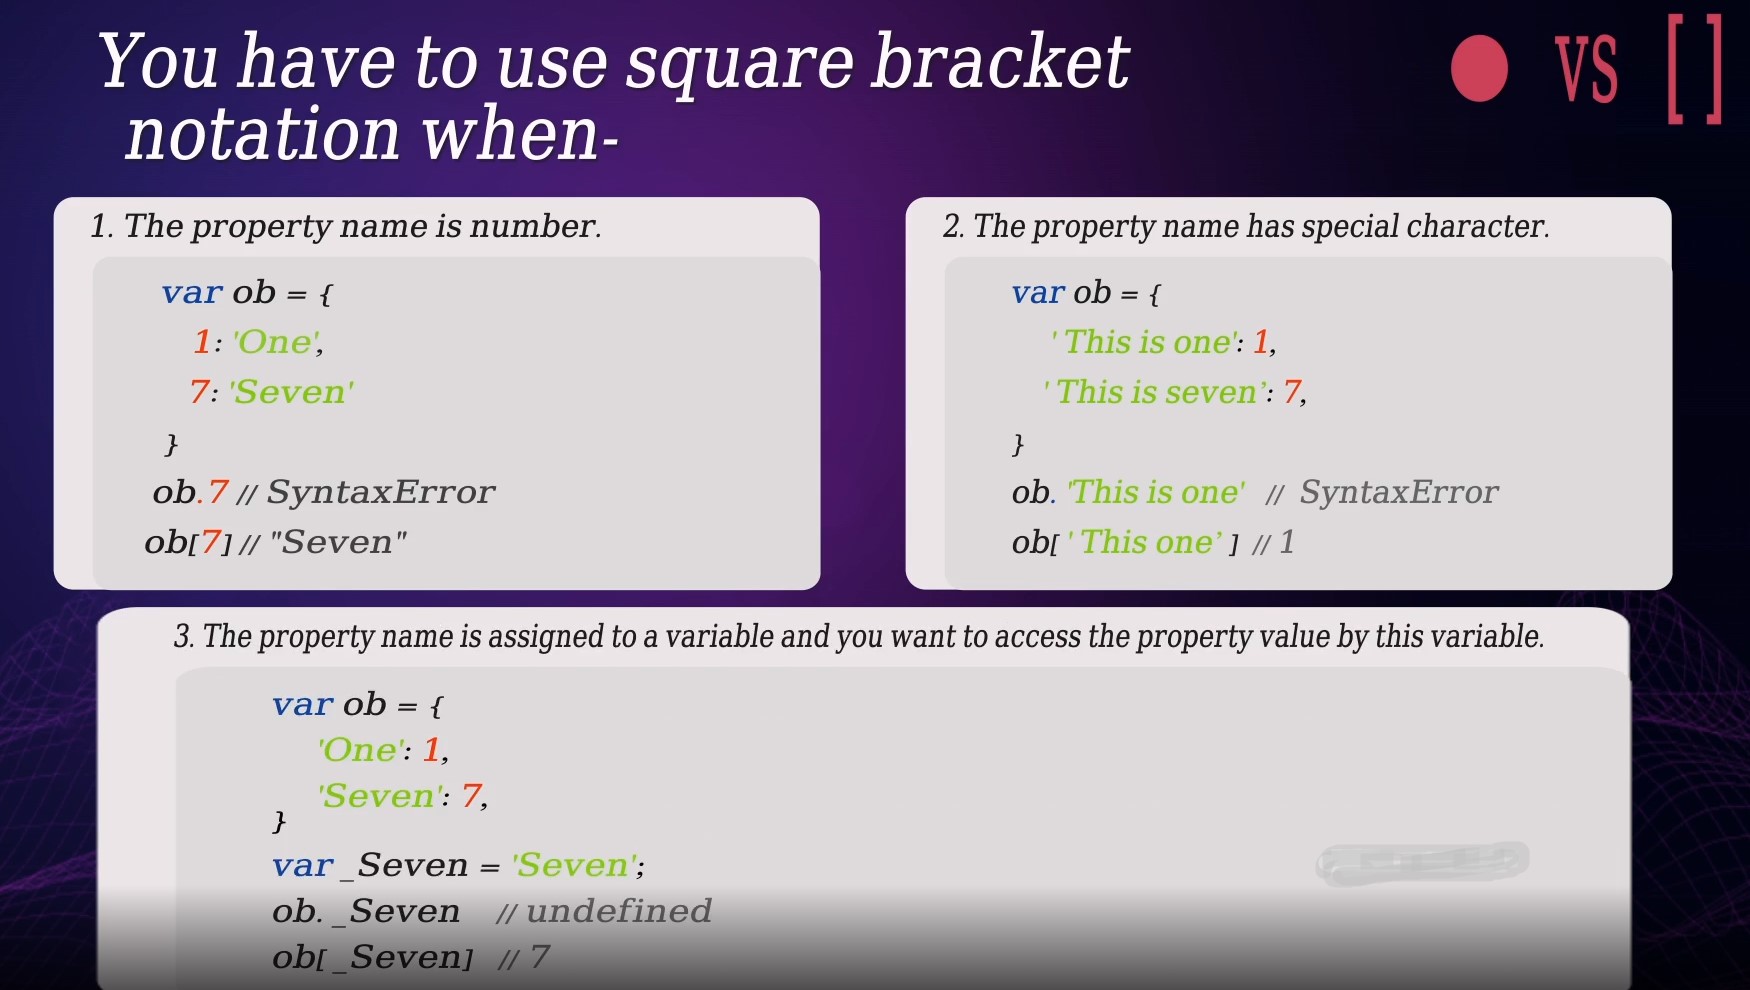 You have to use square bracket
notation when-
VS []
1. The property name is number.
var ob = {
1: 'One',
7: 'Seven'
}
ob.7 // SyntaxError
ob[7] // "Seven"
2. The property name has special character.
var ob = {
' This is one': 1,
' This is seven’: 7,
}
ob. 'This is one' // SyntaxError
ob[ ' This one’ ] // 1
3. The property name is assigned to a variable and you want to access the property value by this variable.
var ob = {
'One': 1,
'Seven': 7,
}
var _Seven = 'Seven';
ob. _Seven // undefined
ob[ _Seven] // 7